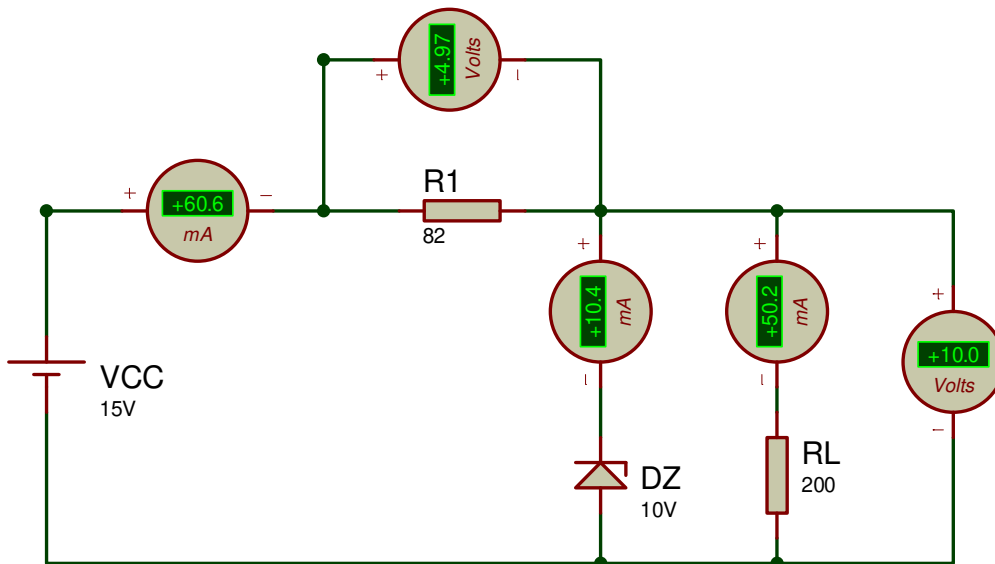 +4.97
Volts
+ -
R1
82
+60.6
mA
+ -
+10.4
mA
+ -
+50.2
mA
+ -
+10.0
Volts
+ -
VCC
15V
DZ
10V
RL
200